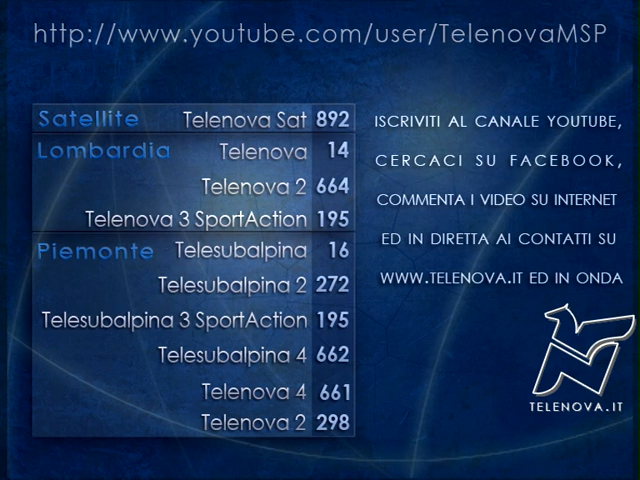 http://www.youtube.com/user/TelenovaMSP
Satellite Telenova Sat 892
Lombardia Telenova 14
Telenova 2 664
Telenova 3 SportAction 195
Piemonte Telesubalpina 16
Telesubalpina 2 272
Telesubalpina 3 SportAction 195
Telesubalpina 4 662
Telenova 4 661
Telenova 2 298
ISCRIVITI AL CANALE YOUTUBE,
CERCACI SU FACEBOOK,
COMMENTA I VIDEO SU INTERNET
ED IN DIRETTA AI CONTATTI SU
WWW.TELENOVA.IT ED IN ONDA
TELENOVA.IT